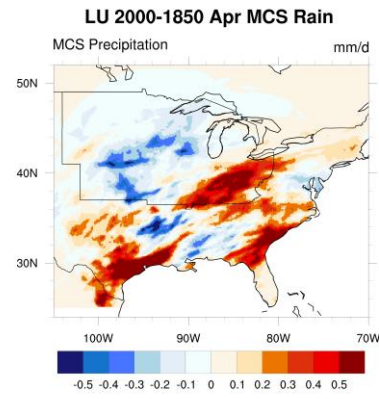 LU 2000-1850 Apr MCS Rain
MCS Precipitation mm/d
50N
40N
30N
100W 90W 80W 70W
-0.5 -0.4 -0.3 -0.2 -0.1 0 0.1 0.2 0.3 0.4 0.5